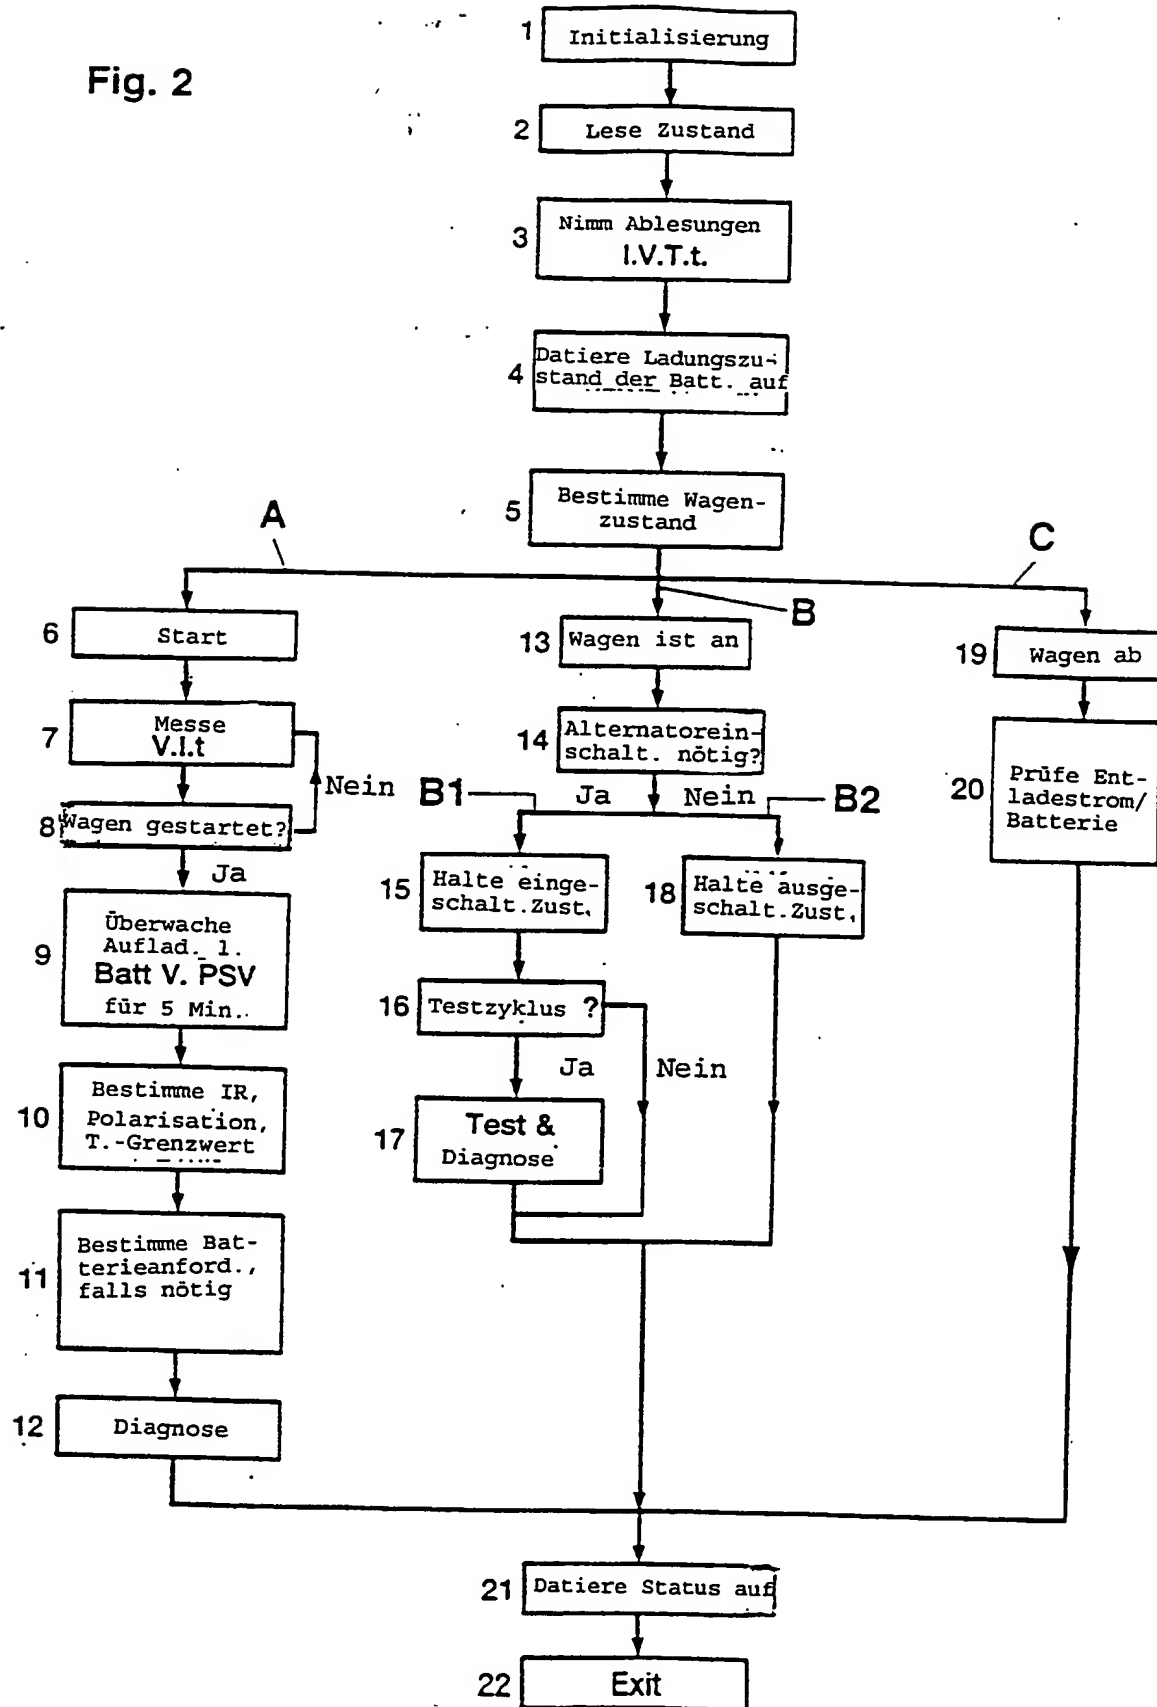 Fig. 2
1
Initialisierung
2
Lese Zustand
3
Nimm Ablesungen
I.V.T.t.
4
Datiere Ladungszu-
stand der Batt. auf
5
Bestimme Wagen-
zustand
A
B
C
6
Start
7
Messe
V.I.t
Nein
8
Wagen gestartet?
Ja
9
Überwache
Auflad. l.
Batt V. PSV
für 5 Min.
10
Bestimme IR,
Polarisation,
T.-Grenzwert
11
Bestimme Bat-
terieanford.,
falls nötig
12
Diagnose
13
Wagen ist an
14
Alternatorein-
schalt. nötig?
B1
Ja
Nein
B2
15
Halte einge-
schalt.Zust.
16
Testzyklus ?
Ja
Nein
17
Test &
Diagnose
18
Halte ausge-
schalt.Zust.
19
Wagen ab
20
Prüfe Ent-
ladestrom/
Batterie
21
Datiere Status auf
22
Exit